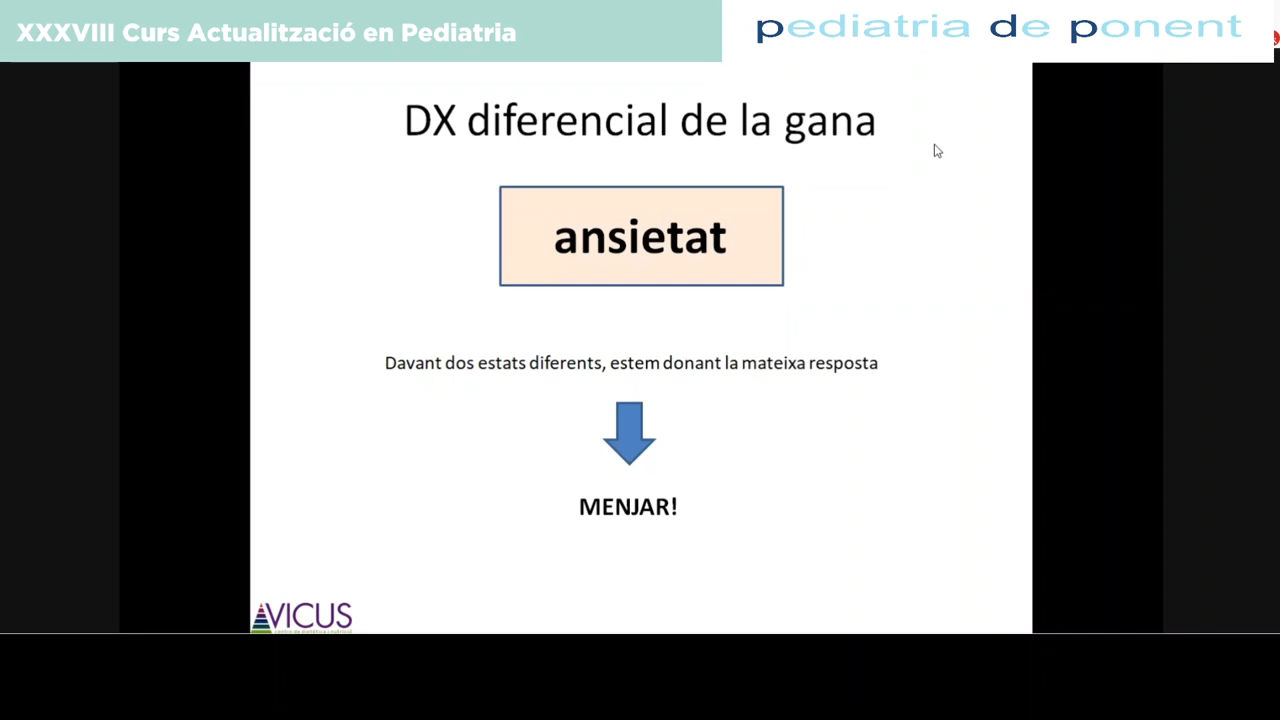 XXXVIII Curs Actualització en Pediatria
pediatria de ponent
DX diferencial de la gana
ansietat
Davant dos estats diferents, estem donant la mateixa resposta
MENJAR!
VICUS